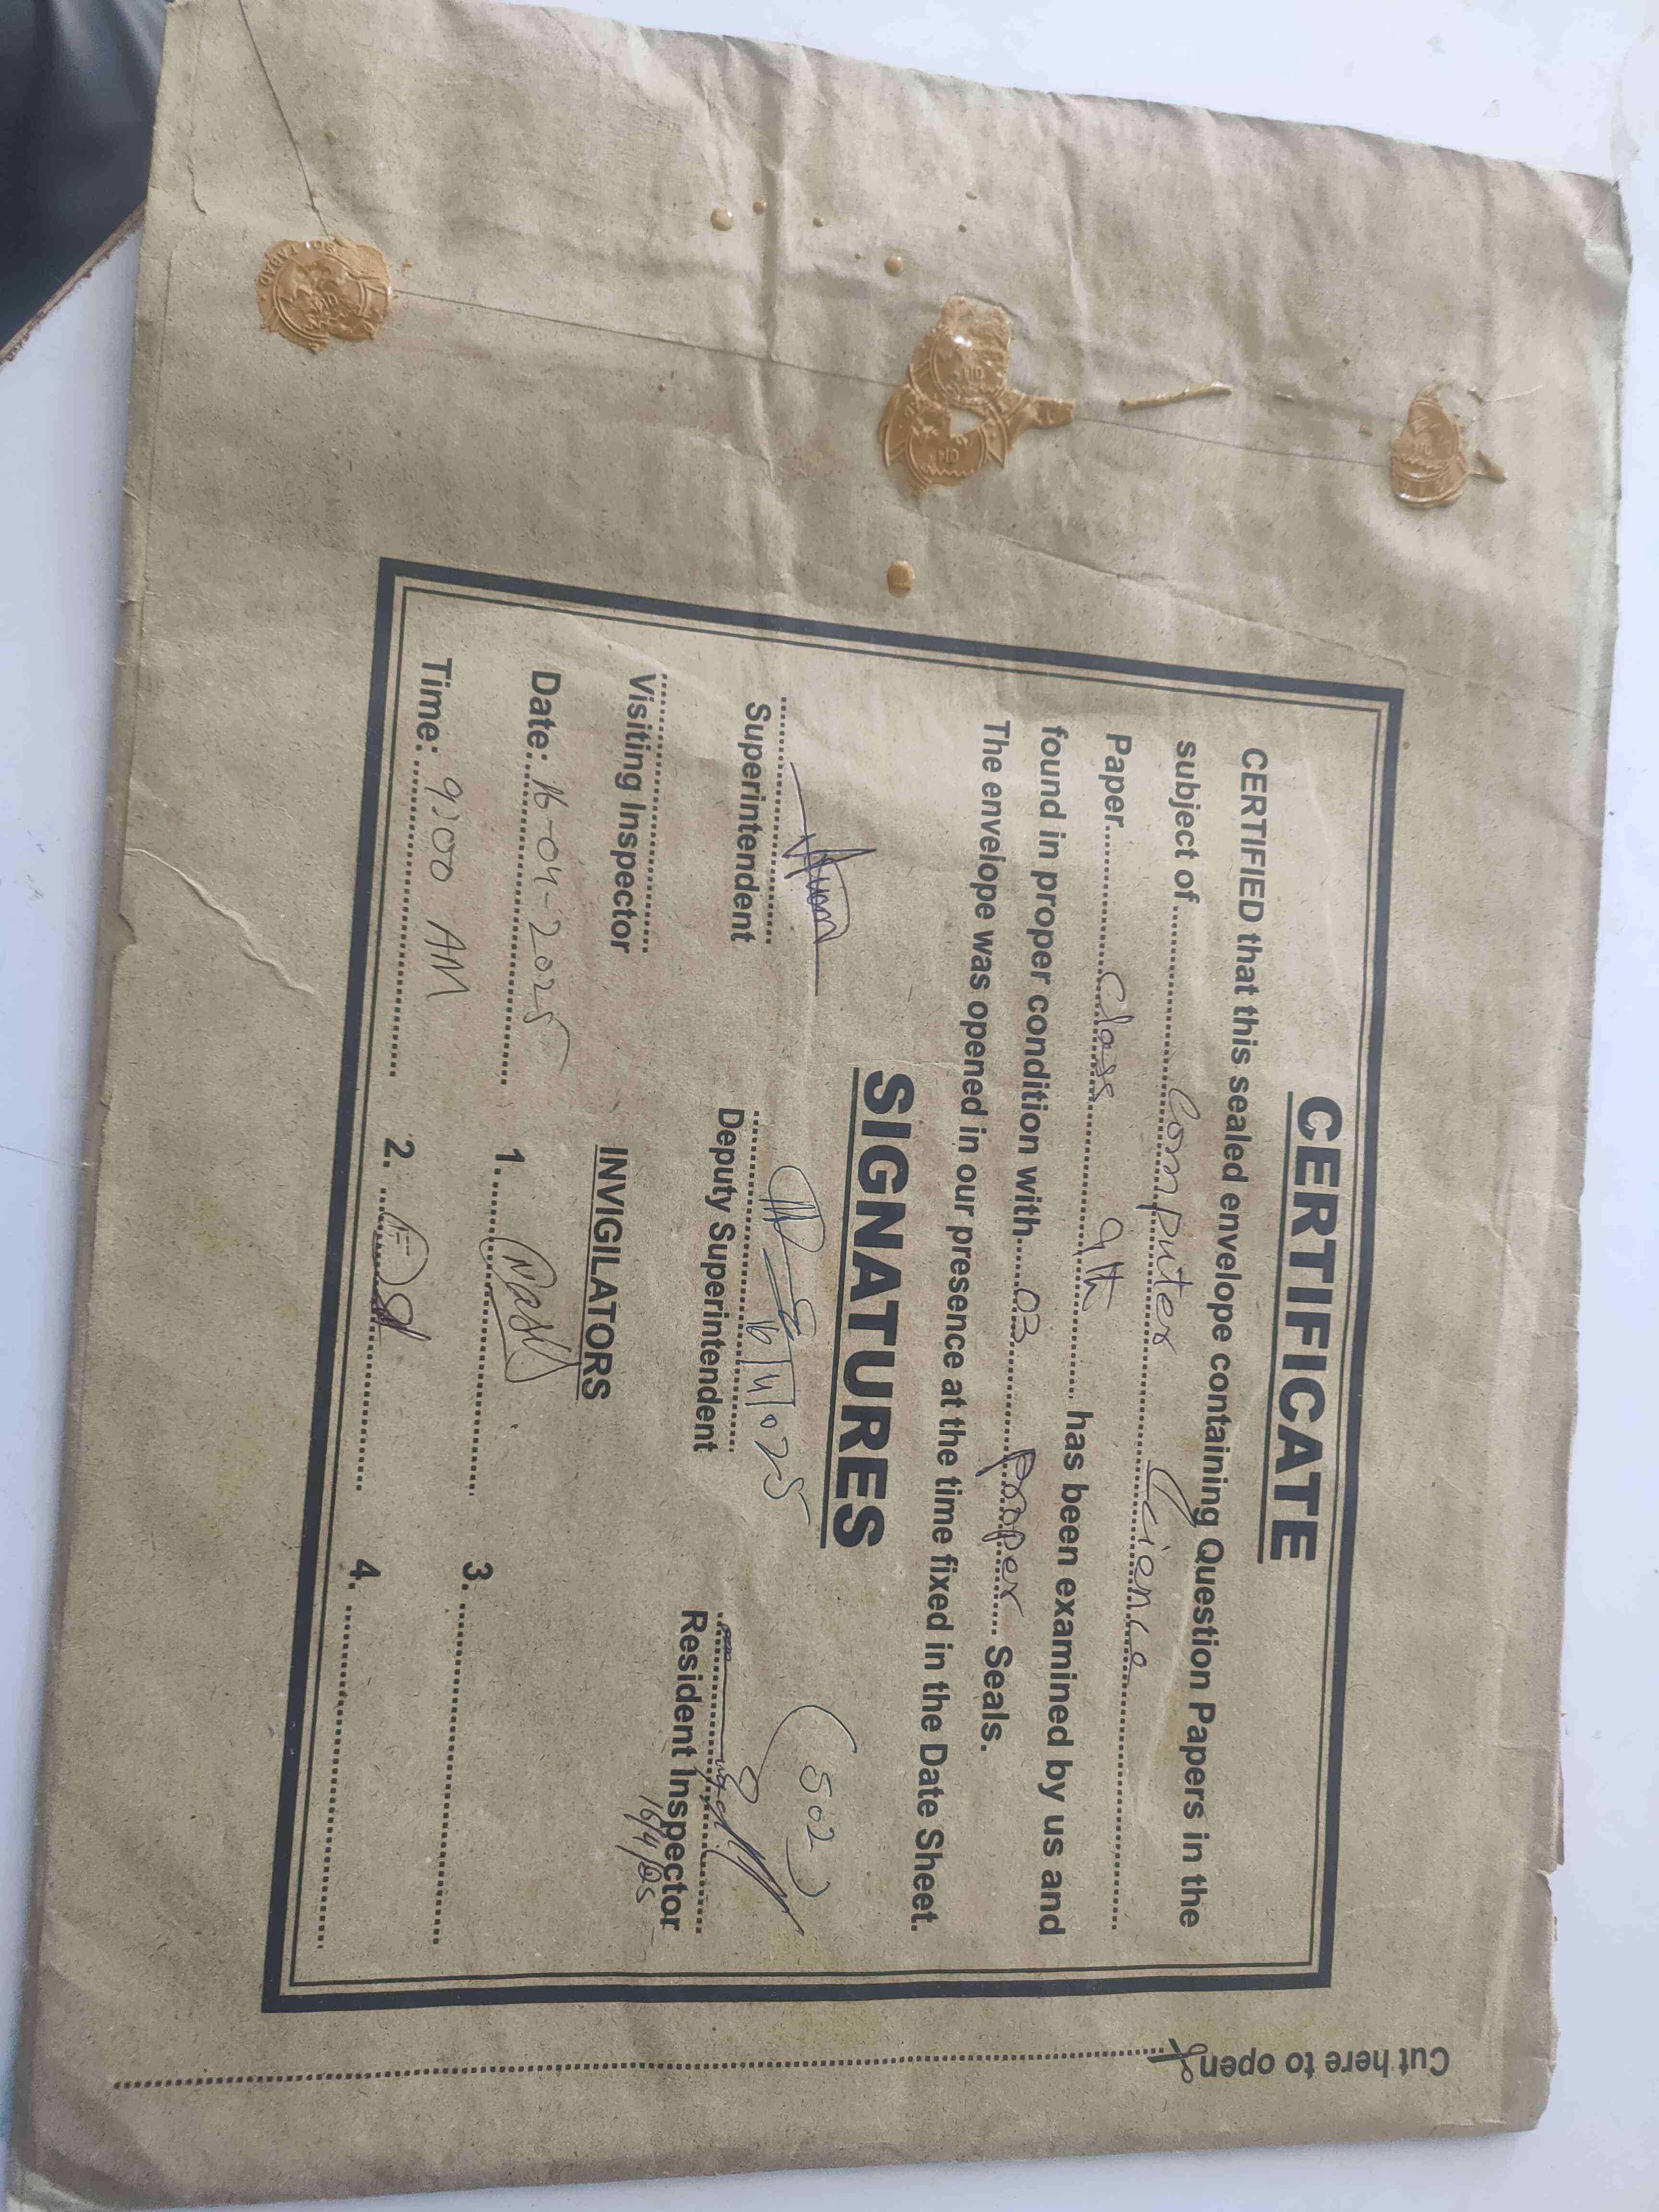 CERTIFICATE
CERTIFIED that this sealed envelope containing Question Papers in the
subject of Computer Science
Paper Class 9th has been examined by us and
found in proper condition with 03 proper Seals.
The envelope was opened in our presence at the time fixed in the Date Sheet.
SIGNATURES
(502)
16/4/025
Superintendent Deputy Superintendent Resident Inspector
16/4/25
Visiting Inspector
INVIGILATORS
Date: 16-04-2025 1. 3.
Time: 9:00 AM 2. 4.
Cut here to open